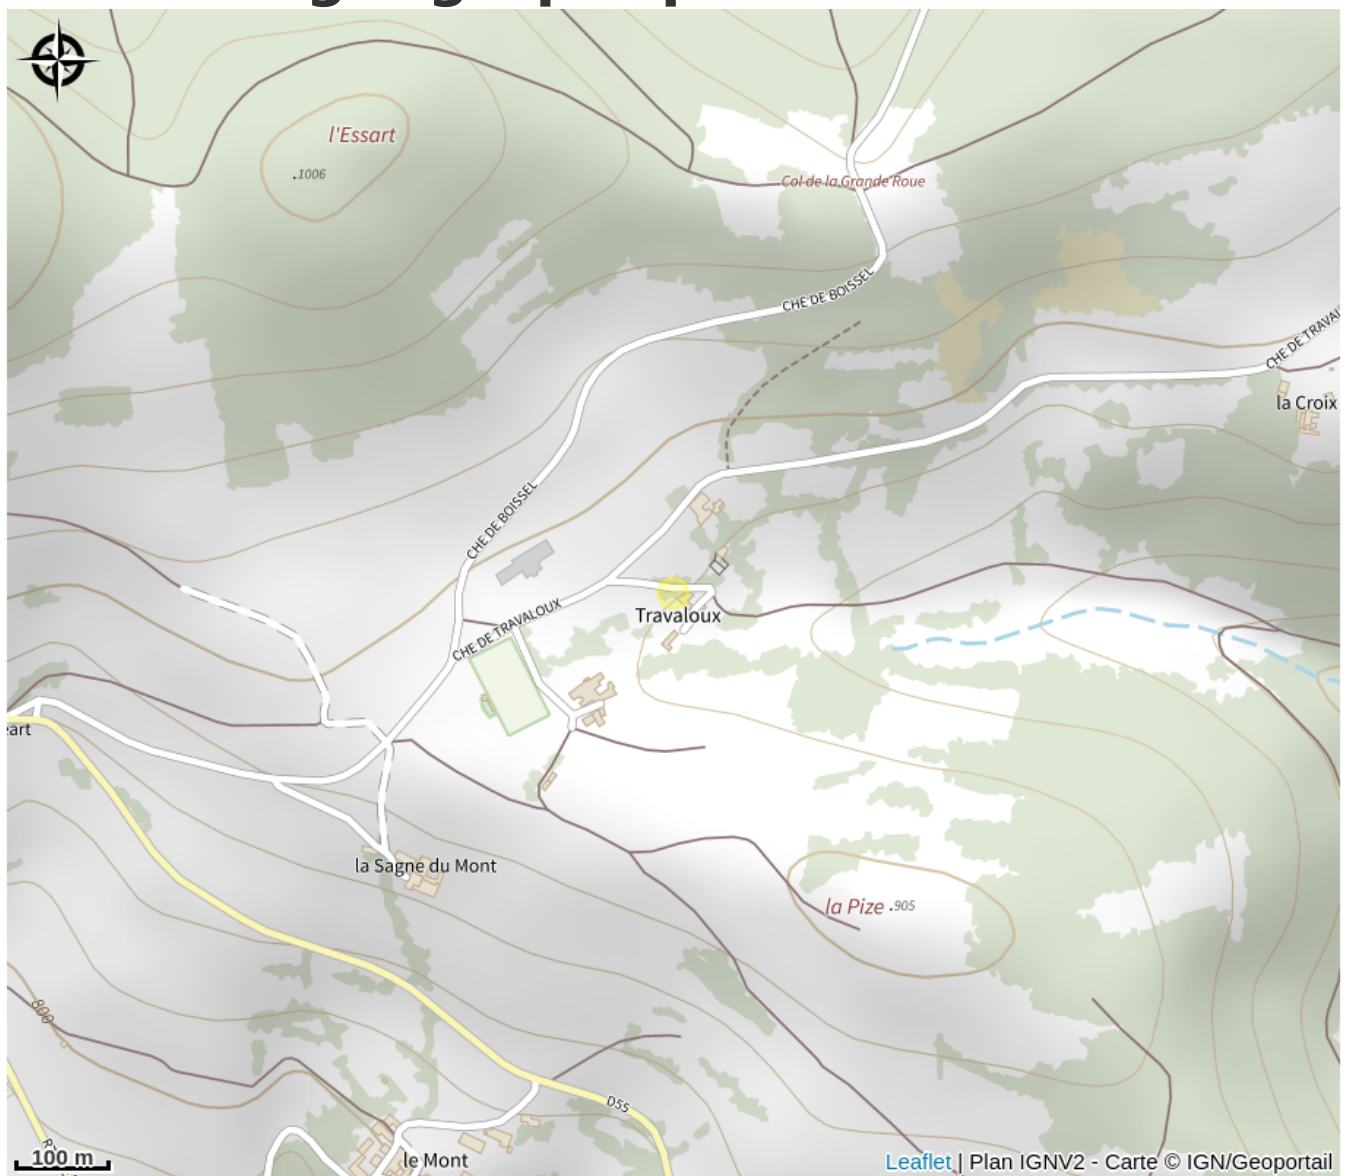 l'Essart
.1006
Col de la Grande Roue
CHE DE BOISSEL
CHE DE TRAVAL
la Croix
CHE DE BOISSEL
CHE DE TRAVALOUX
Travaloux
eart
la Sagne du Mont
la Pize .905
800
D55
le Mont
100 m
Leaflet | Plan IGNV2 - Carte © IGN/Geoportail